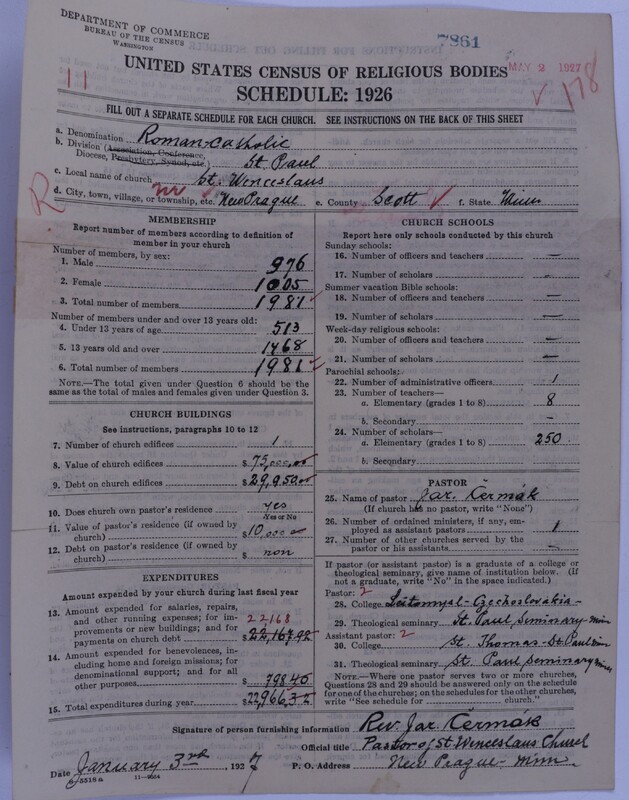 DEPARTMENT OF COMMERCE
BUREAU OF THE CENSUS
WASHINGTON
7861
MAY 2 1927
178
11
UNITED STATES CENSUS OF RELIGIOUS BODIES
SCHEDULE: 1926
FILL OUT A SEPARATE SCHEDULE FOR EACH CHURCH. SEE INSTRUCTIONS ON THE BACK OF THIS SHEET
a. Denomination Roman-catholic
b. Division (Association, Conference,
Diocese, Presbytery, Synod, etc.) St. Paul
c. Local name of church St. Wenceslaus
d. City, town, village, or township, etc. New Prague e. County Scott f. State Minn
R
MEMBERSHIP
Report number of members according to definition of
member in your church
Number of members, by sex:
1. Male 976
2. Female 1005
3. Total number of members 1981
Number of members under and over 13 years old:
4. Under 13 years of age 513
5. 13 years old and over 1468
6. Total number of members 1981
NOTE.—The total given under Question 6 should be the
same as the total of males and females given under Question 3.
CHURCH BUILDINGS
See instructions, paragraphs 10 to 12
7. Number of church edifices 1
8. Value of church edifices $75,000,00
9. Debt on church edifices $29,950.00
10. Does church own pastor's residence? yes
Yes or No
11. Value of pastor's residence (if owned by
church) $10,000
12. Debt on pastor's residence (if owned by
church) $ non
EXPENDITURES
Amount expended by your church during last fiscal year
13. Amount expended for salaries, repairs,
and other running expenses; for im-
provements or new buildings; and for
payments on church debt 22168 $22,167,92
14. Amount expended for benevolences, in-
cluding home and foreign missions; for
denominational support; and for all
other purposes $798.40
15. Total expenditures during year $22,966,32
CHURCH SCHOOLS
Report here only schools conducted by this church
Sunday schools:
16. Number of officers and teachers —
17. Number of scholars —
Summer vacation Bible schools:
18. Number of officers and teachers —
19. Number of scholars —
Week-day religious schools:
20. Number of officers and teachers —
21. Number of scholars —
Parochial schools:
22. Number of administrative officers 1
23. Number of teachers—
a. Elementary (grades 1 to 8) 8
b. Secondary —
24. Number of scholars—
a. Elementary (grades 1 to 8) 250
b. Secondary
PASTOR
25. Name of pastor Jar. Čermák
(If church has no pastor, write "None")
26. Number of ordained ministers, if any, em-
ployed as assistant pastors 1
27. Number of other churches served by the
pastor or his assistants —
If pastor (or assistant pastor) is a graduate of a college or
theological seminary, give name of institution below. (If
not a graduate, write "No" in the space indicated.)
Pastor: 2
28. College Leitomyšl-Czechoslovakia-
29. Theological seminary St. Paul Seminary-Minn
Assistant pastor: 2
30. College St. Thomas-St Paul Minn
31. Theological seminary St. Paul Seminary Minn
NOTE.—Where one pastor serves two or more churches,
Questions 28 and 29 should be answered only on the schedule
for one of the churches; on the schedules for the other churches,
write "See schedule for church."
Signature of person furnishing information Rev. Jar. Čermák
Official title Pastor of St Wenceslaus Church
Date January 3rd 1927 P. O. Address New Prague Minn
8-5518a 11-9064